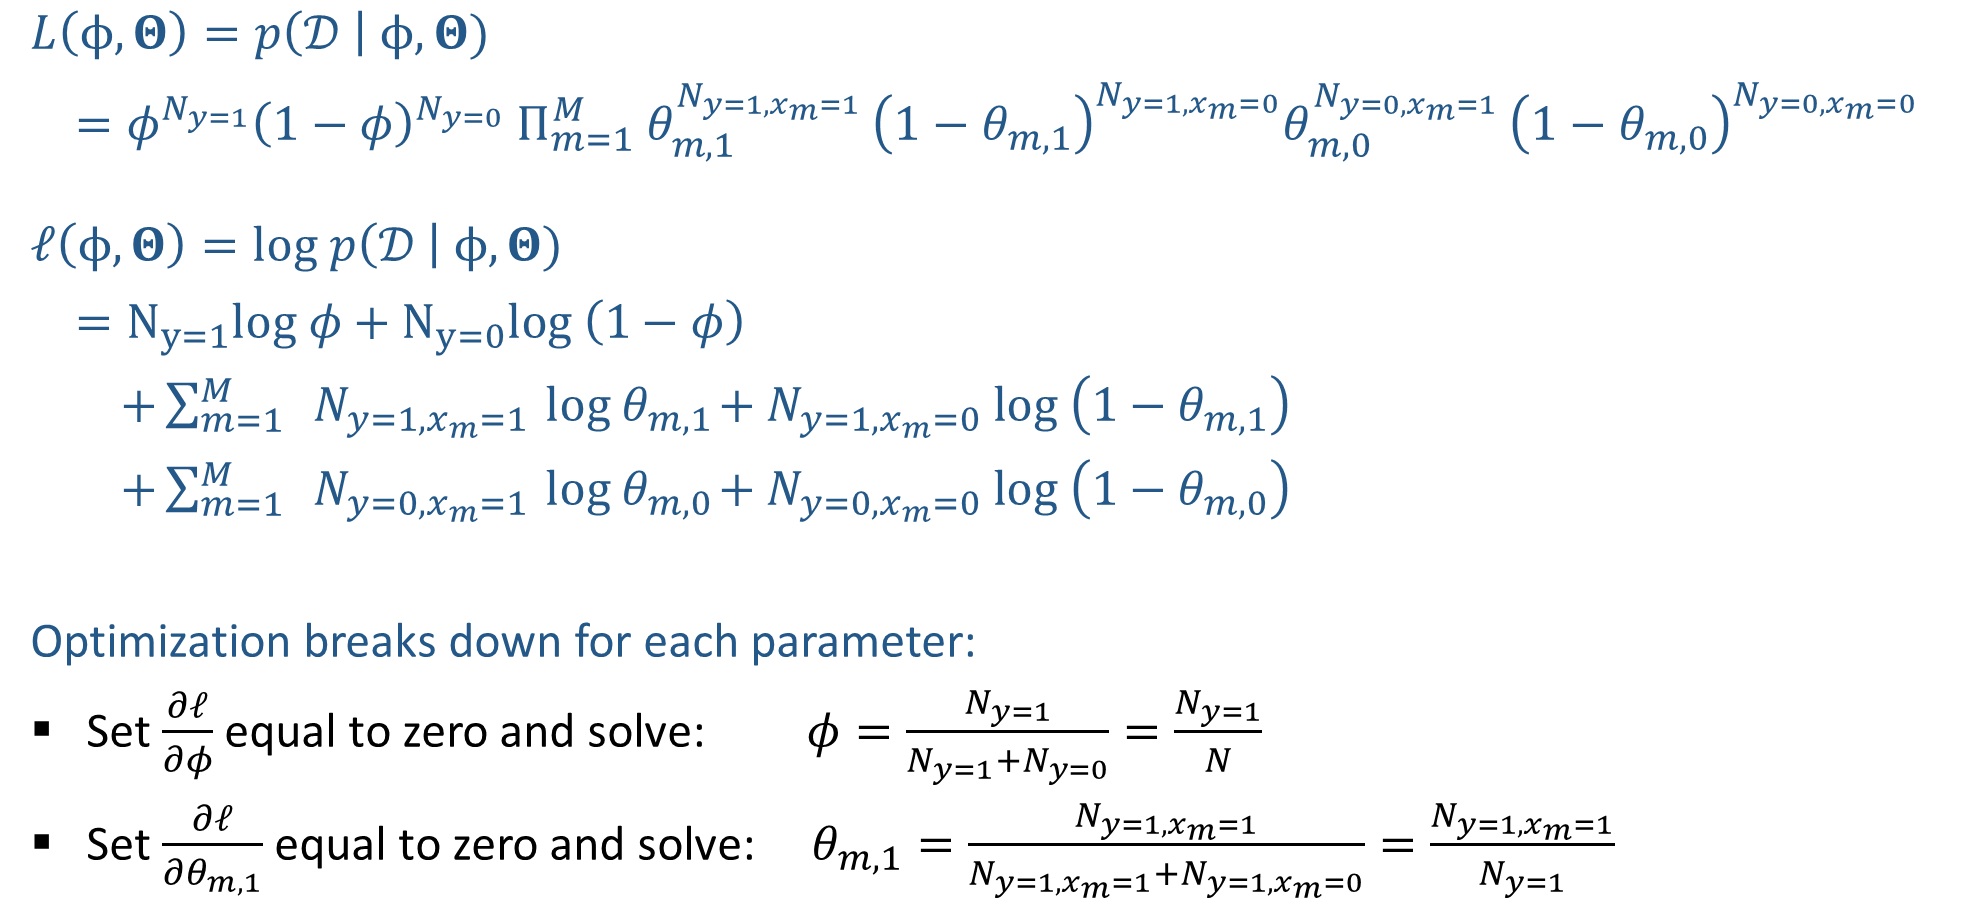 L(ϕ, Θ) = p(𝒟 | ϕ, Θ)
= ϕ^{N_{y=1}} (1 − ϕ)^{N_{y=0}} ∏_{m=1}^{M} θ_{m,1}^{N_{y=1,x_m=1}} (1 − θ_{m,1})^{N_{y=1,x_m=0}} θ_{m,0}^{N_{y=0,x_m=1}} (1 − θ_{m,0})^{N_{y=0,x_m=0}}
ℓ(ϕ, Θ) = log p(𝒟 | ϕ, Θ)
= N_{y=1} log ϕ + N_{y=0} log (1 − ϕ)
+ ∑_{m=1}^{M} N_{y=1,x_m=1} log θ_{m,1} + N_{y=1,x_m=0} log (1 − θ_{m,1})
+ ∑_{m=1}^{M} N_{y=0,x_m=1} log θ_{m,0} + N_{y=0,x_m=0} log (1 − θ_{m,0})
Optimization breaks down for each parameter:
▪ Set ∂ℓ/∂ϕ equal to zero and solve: ϕ = N_{y=1}/(N_{y=1}+N_{y=0}) = N_{y=1}/N
▪ Set ∂ℓ/∂θ_{m,1} equal to zero and solve: θ_{m,1} = N_{y=1,x_m=1}/(N_{y=1,x_m=1}+N_{y=1,x_m=0}) = N_{y=1,x_m=1}/N_{y=1}